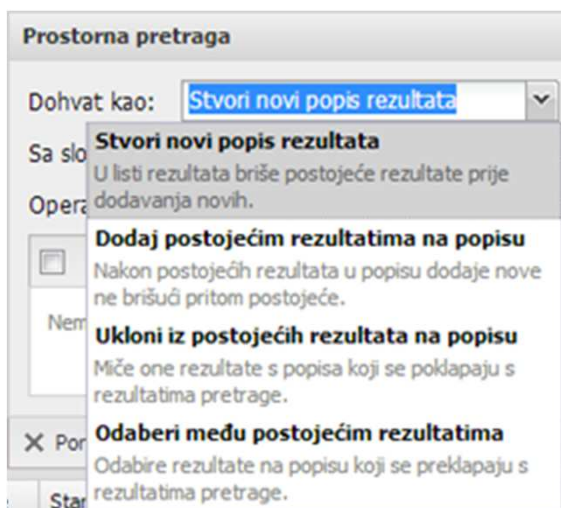 Prostorna pretraga
Dohvat kao: Stvori novi popis rezultata
Sa slo
Stvori novi popis rezultata
U listi rezultata briše postojeće rezultate prije
dodavanja novih.
Opera
Dodaj postojećim rezultatima na popisu
Nakon postojećih rezultata u popisu dodaje nove
ne brišući pritom postojeće.
Nem
Ukloni iz postojećih rezultata na popisu
Miče one rezultate s popisa koji se poklapaju s
rezultatima pretrage.
Por
Odaberi među postojećim rezultatima
Odabire rezultate na popisu koji se preklapaju s
rezultatima pretrage.
Star